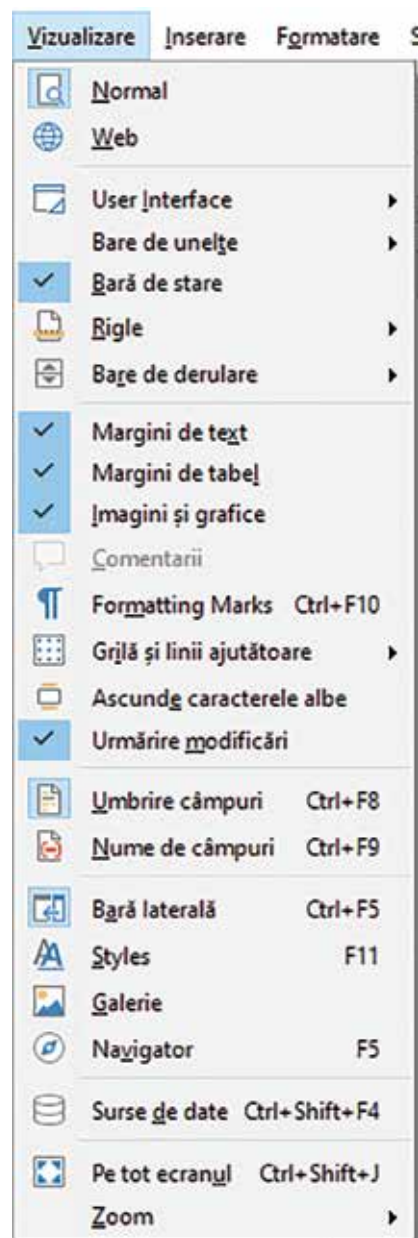 Vizualizare Inserare Formatare S
Normal
Web
User Interface
Bare de unelte
Bară de stare
Rigle
Bare de derulare
Margini de text
Margini de tabel
Imagini și grafice
Comentarii
Formatting Marks Ctrl+F10
Grilă și linii ajutătoare
Ascunde caracterele albe
Urmărire modificări
Umbrire câmpuri Ctrl+F8
Nume de câmpuri Ctrl+F9
Bară laterală Ctrl+F5
Styles F11
Galerie
Navigator F5
Surse de date Ctrl+Shift+F4
Pe tot ecranul Ctrl+Shift+J
Zoom